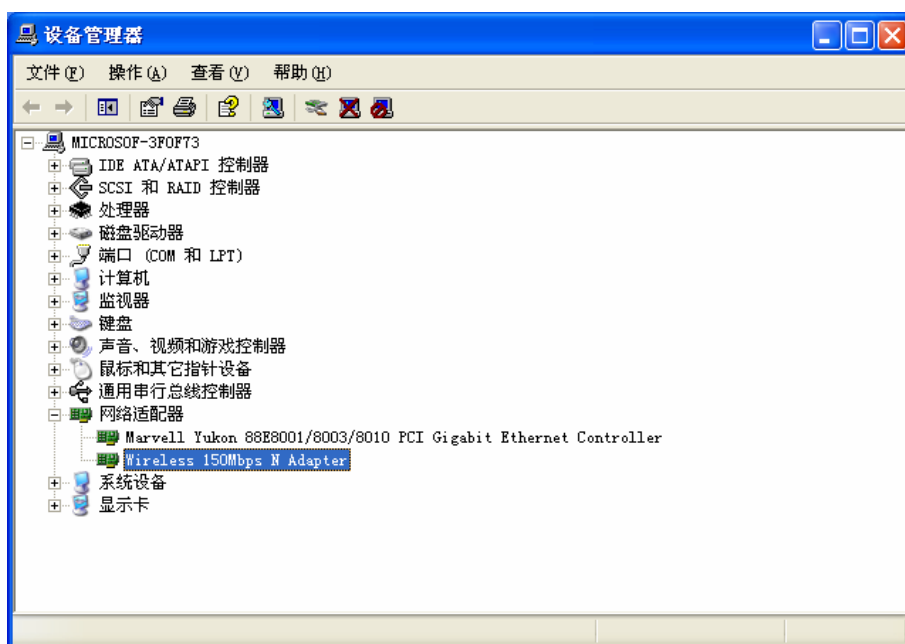 设备管理器
文件(F) 操作(A) 查看(V) 帮助(H)
MICROSOF-3F0F73
IDE ATA/ATAPI 控制器
SCSI 和 RAID 控制器
处理器
磁盘驱动器
端口 (COM 和 LPT)
计算机
监视器
键盘
声音、视频和游戏控制器
鼠标和其它指针设备
通用串行总线控制器
网络适配器
Marvell Yukon 88E8001/8003/8010 PCI Gigabit Ethernet Controller
Wireless 150Mbps N Adapter
系统设备
显示卡